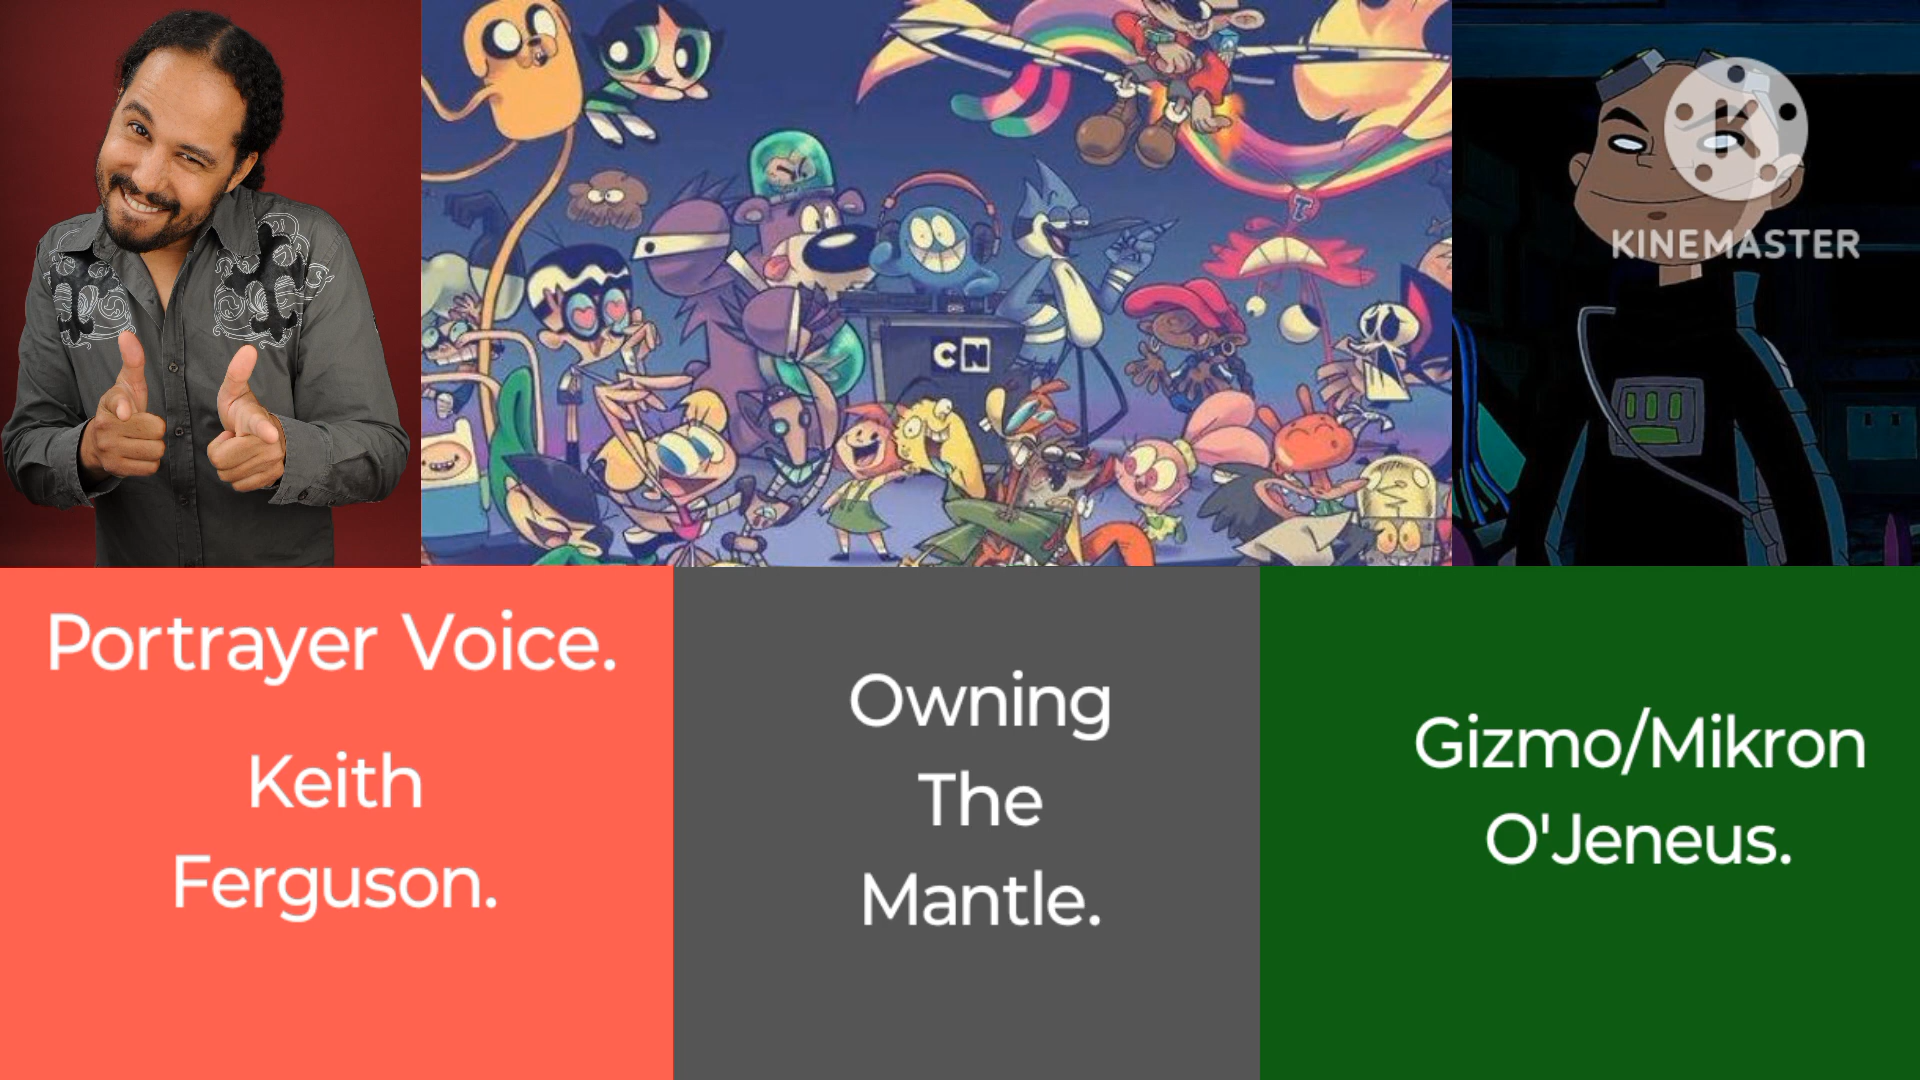 CN
K
KINEMASTER
Portrayer Voice.
Keith
Ferguson.
Owning
The
Mantle.
Gizmo/Mikron
O'Jeneus.